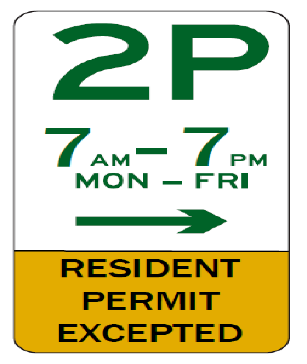 2P
7AM – 7PM
MON – FRI
RESIDENT
PERMIT
EXCEPTED